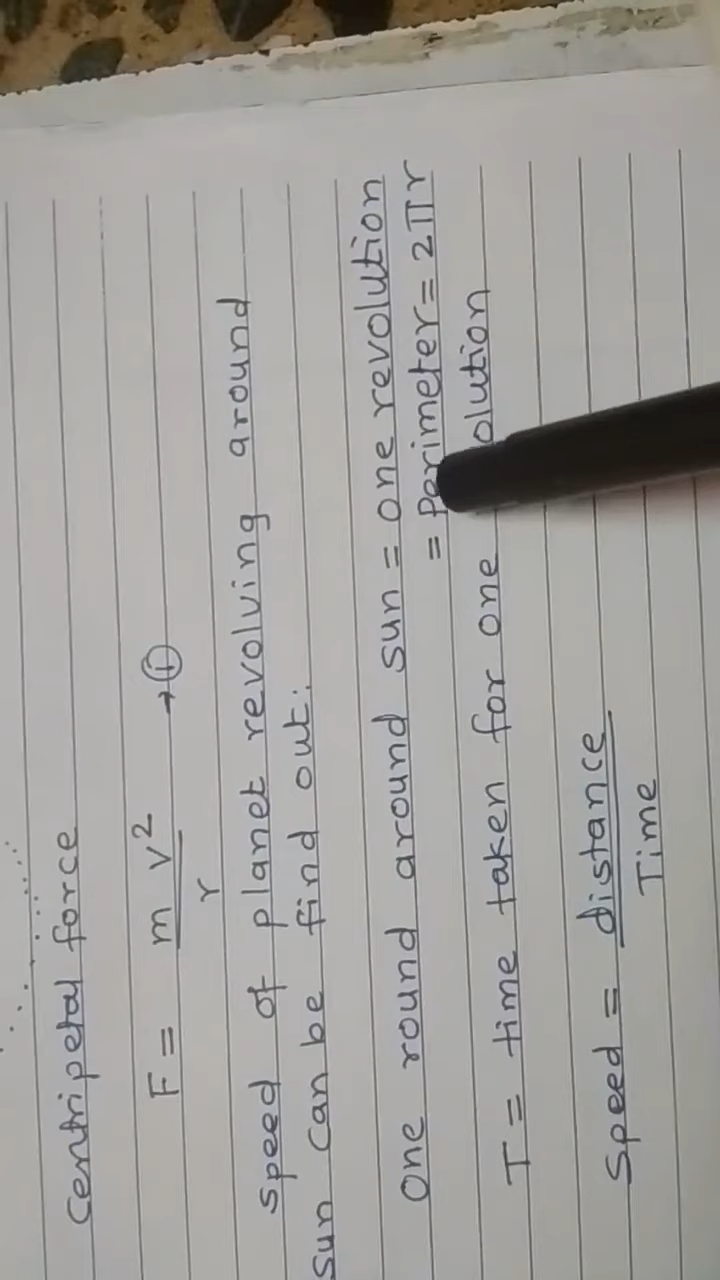 Centripetal force
F = m v² / r → ①
speed of planet revolving around
sun can be find out.
One round around sun = one revolution
= Perimeter = 2πr
T = time taken for one olution
Speed = distance / Time